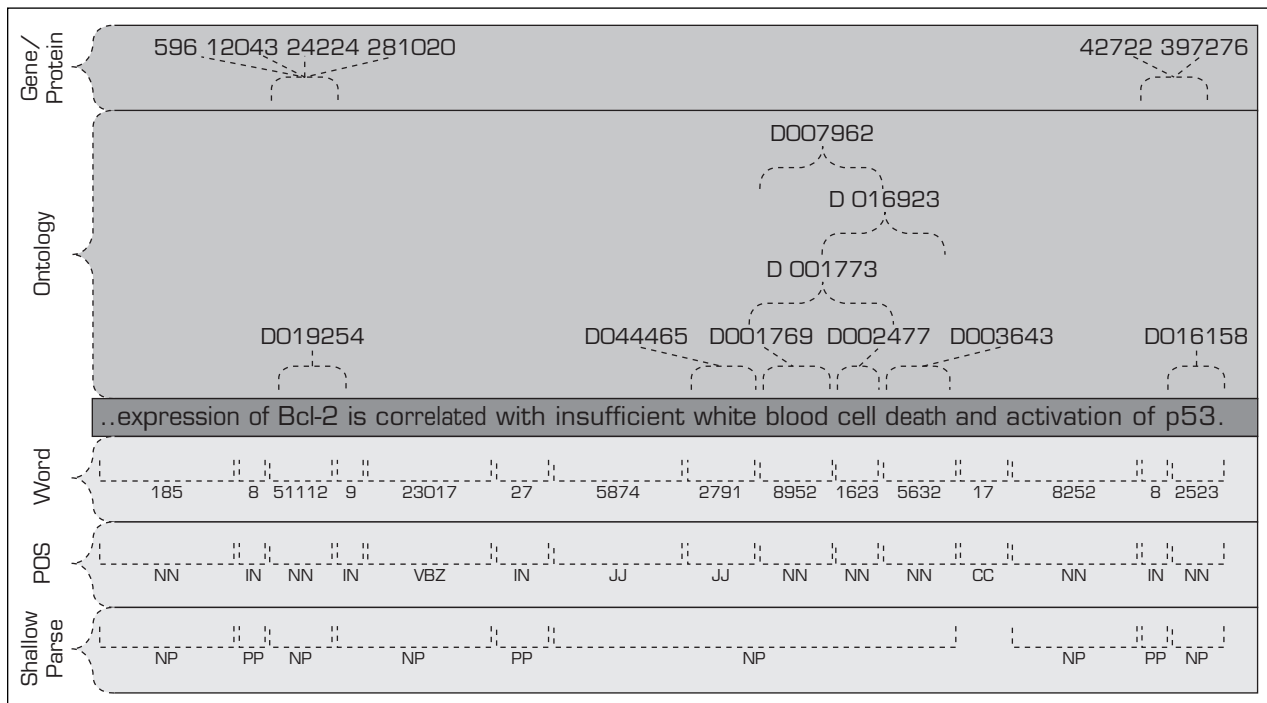 Gene/
Protein
596 12043 24224 281020
42722 397276
Ontology
D007962
D 016923
D 001773
D019254
D044465
D001769
D002477
D003643
D016158
..expression of Bcl-2 is correlated with insufficient white blood cell death and activation of p53.
Word
185 8 51112 9 23017 27 5874 2791 8952 1623 5632 17 8252 8 2523
POS
NN IN NN IN VBZ IN JJ JJ NN NN NN CC NN IN NN
Shallow
Parse
NP PP NP NP PP NP NP PP NP